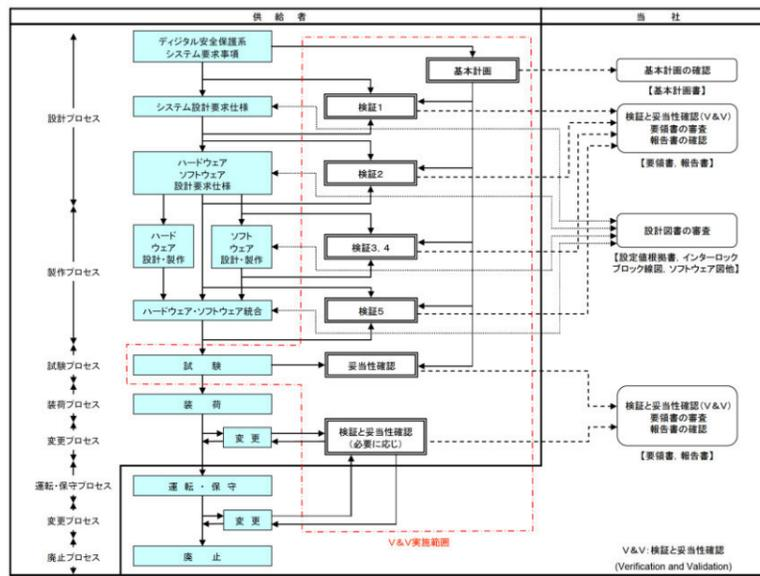 供給者
当社
ディジタル安全保護系
システム要求事項
基本計画
基本計画の確認
【基本計画書】
設計プロセス
システム設計要求仕様
検証1
検証と妥当性確認(V&V)
要領書の審査
報告書の確認
【要領書, 報告書】
ハードウェア
ソフトウェア
設計要求仕様
検証2
製作プロセス
ハード
ウェア
設計・製作
ソフト
ウェア
設計・製作
検証3, 4
設計図書の審査
【設定値根拠書, インターロック
ブロック線図, ソフトウェア図他】
ハードウェア・ソフトウェア統合
検証5
試験プロセス
試験
妥当性確認
装荷プロセス
装荷
検証と妥当性確認(V&V)
要領書の審査
報告書の確認
【要領書, 報告書】
変更プロセス
変更
検証と妥当性確認
(必要に応じ)
運転・保守プロセス
運転・保守
変更プロセス
変更
V&V実施範囲
廃止プロセス
廃止
V&V:検証と妥当性確認
(Verification and Validation)